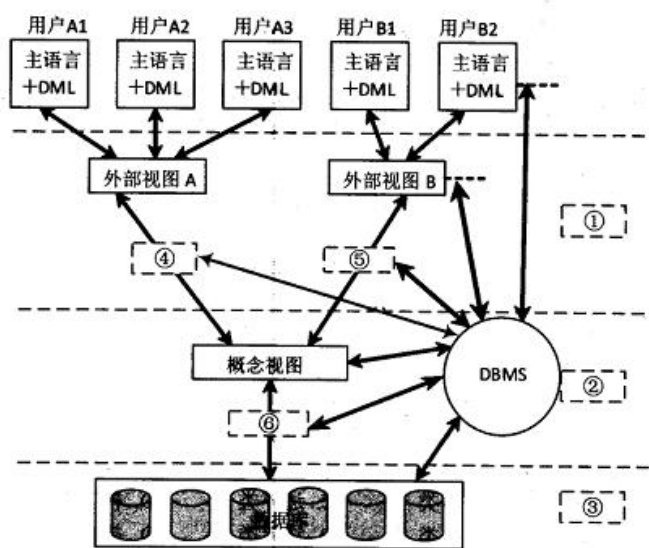 用户A1 用户A2 用户A3 用户B1 用户B2
主语言 主语言 主语言 主语言 主语言
+DML +DML +DML +DML +DML
外部视图 A 外部视图 B
①
④ ⑤
概念视图 DBMS ②
⑥
据 ③